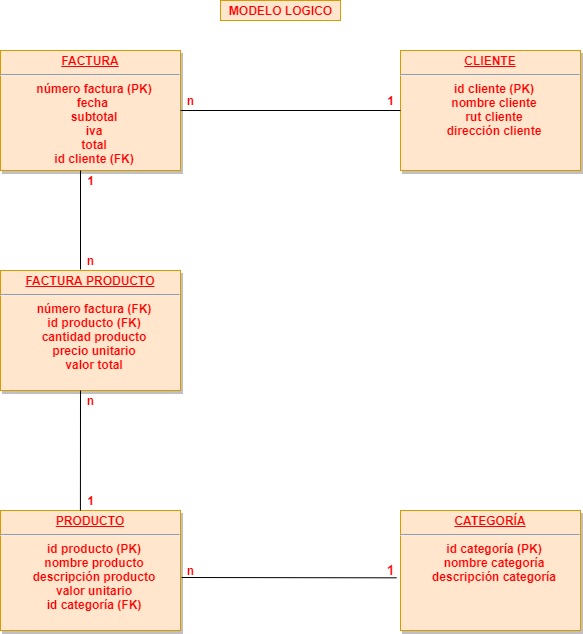 MODELO LOGICO
FACTURA
número factura (PK)
fecha
subtotal
iva
total
id cliente (FK)
n
1
CLIENTE
id cliente (PK)
nombre cliente
rut cliente
dirección cliente
1
n
FACTURA PRODUCTO
número factura (FK)
id producto (FK)
cantidad producto
precio unitario
valor total
n
1
PRODUCTO
id producto (PK)
nombre producto
descripción producto
valor unitario
id categoría (FK)
n
1
CATEGORÍA
id categoría (PK)
nombre categoría
descripción categoría